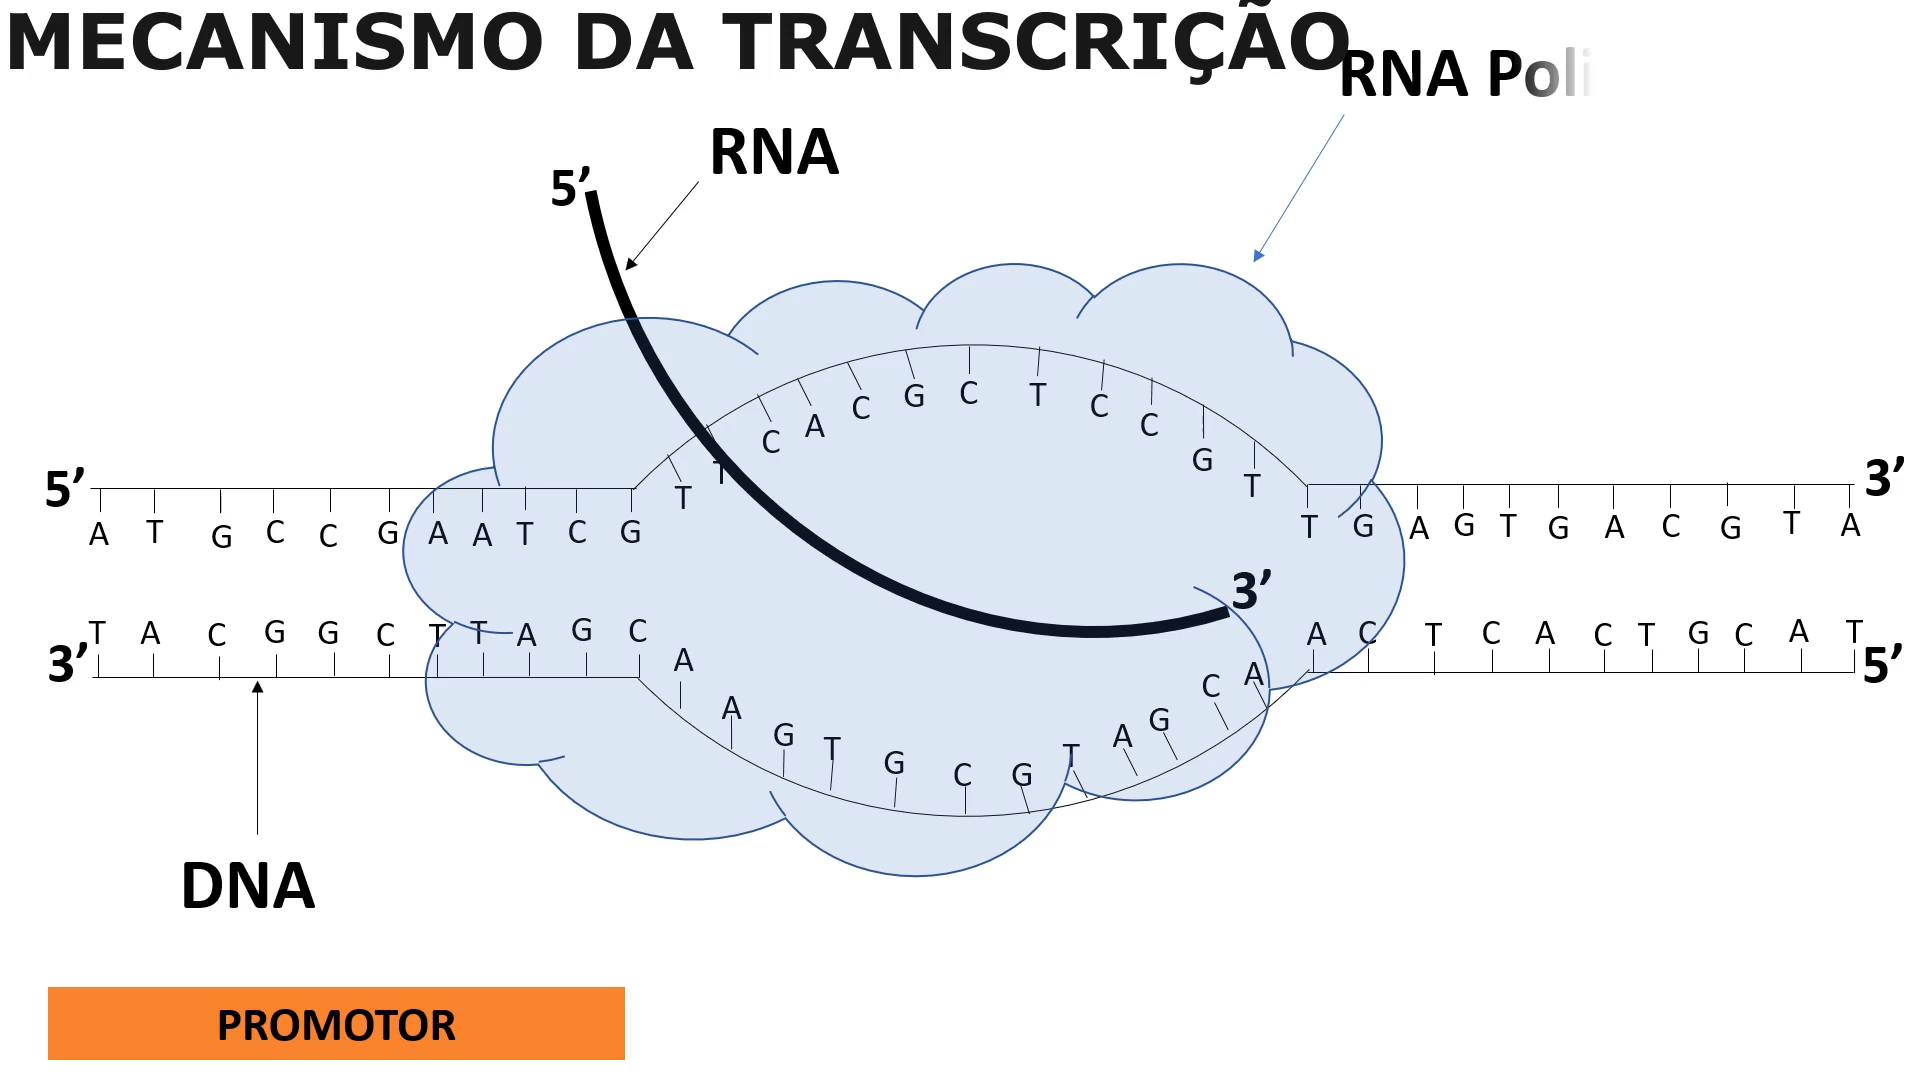 MECANISMO DA TRANSCRIÇÃO
RNA Poli
RNA
5’
C A C G C T C C G T
T T
5’ A T G C C G A A T C G T G A G T G A C G T A 3’
3’
3’ T A C G G C T T A G C A C T C A C T G C A T 5’
A A G T G C G T A G C A
DNA
PROMOTOR